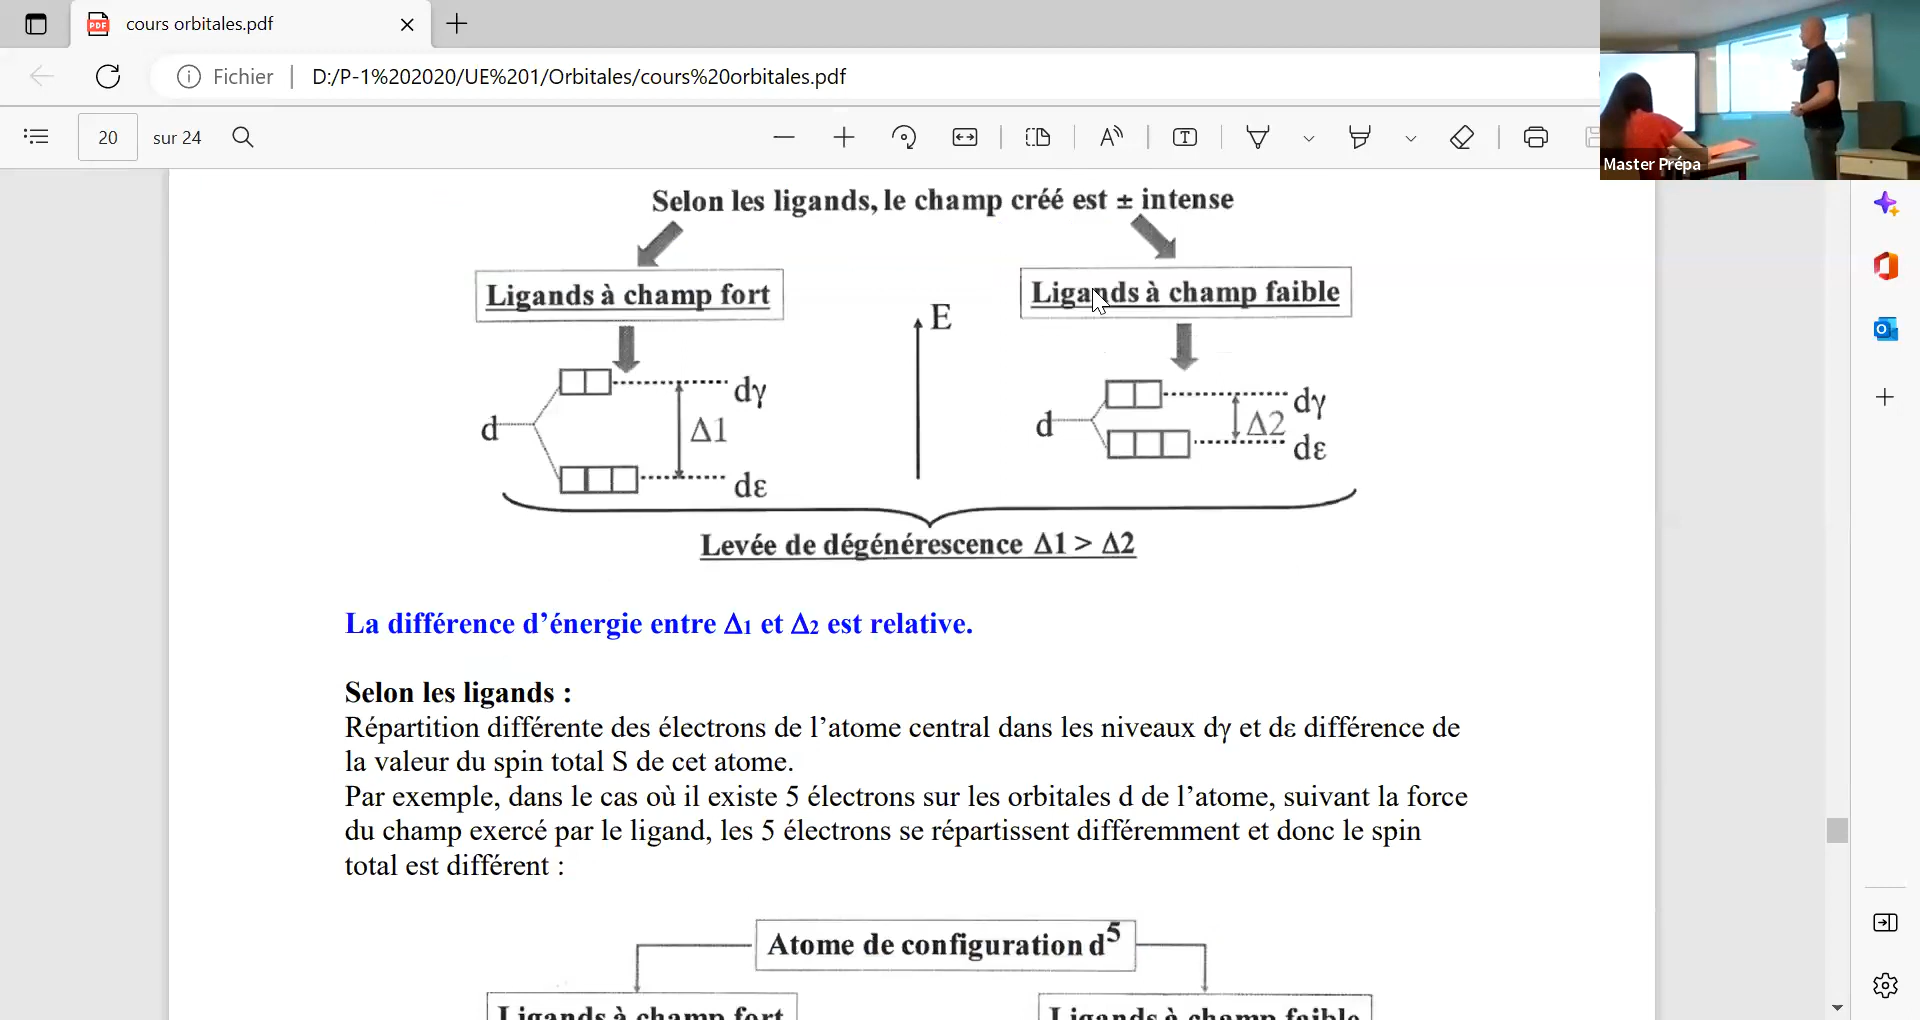 cours orbitales.pdf
Fichier
D:/P-1%202020/UE%201/Orbitales/cours%20orbitales.pdf
20 sur 24
Master Prépa
Selon les ligands, le champ créé est ± intense
Ligands à champ fort
Ligands à champ faible
E
d
dγ
Δ1
dε
d
dγ
Δ2
dε
Levée de dégénérescence Δ1 > Δ2
La différence d’énergie entre Δ1 et Δ2 est relative.
Selon les ligands :
Répartition différente des électrons de l’atome central dans les niveaux dγ et dε différence de
la valeur du spin total S de cet atome.
Par exemple, dans le cas où il existe 5 électrons sur les orbitales d de l’atome, suivant la force
du champ exercé par le ligand, les 5 électrons se répartissent différemment et donc le spin
total est différent :
Atome de configuration d⁵
Ligands à champ fort
Ligands à champ faible